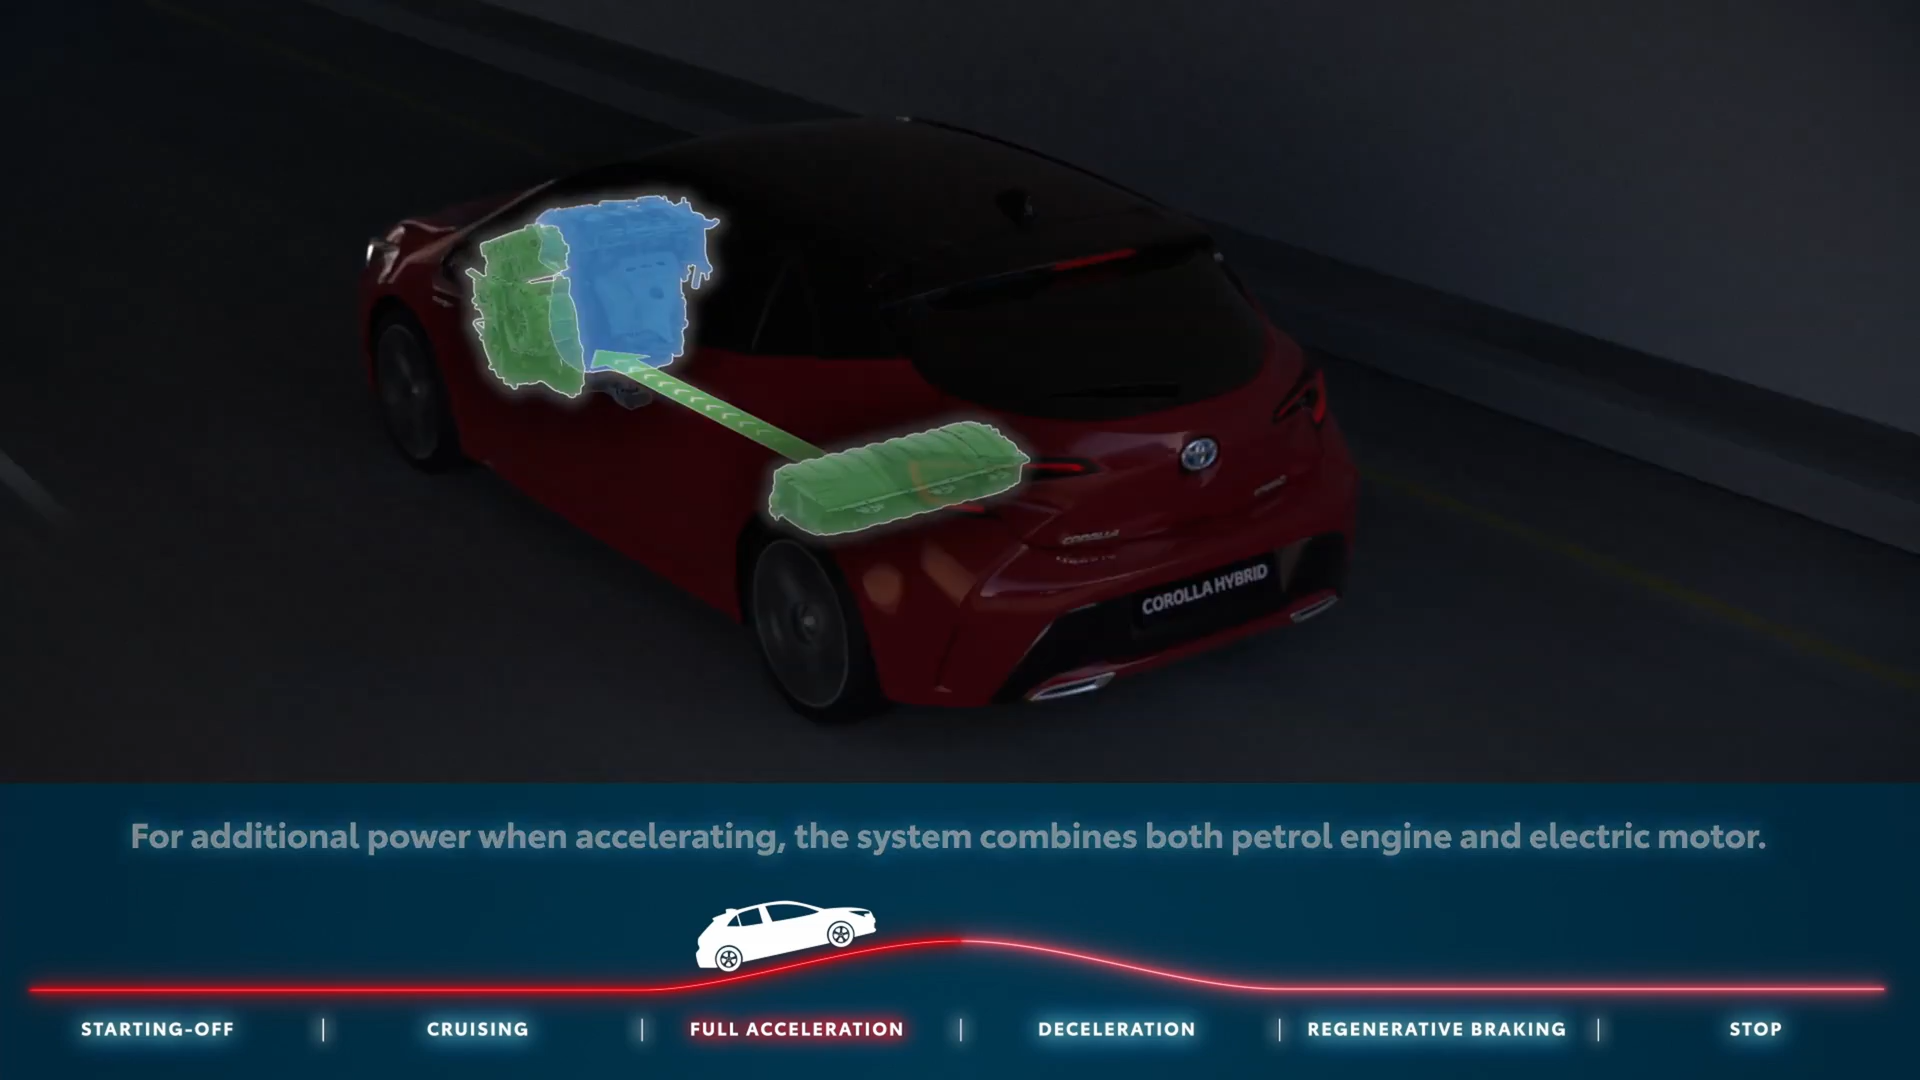 COROLLA
COROLLA HYBRID
For additional power when accelerating, the system combines both petrol engine and electric motor.
STARTING-OFF | CRUISING | FULL ACCELERATION | DECELERATION | REGENERATIVE BRAKING | STOP